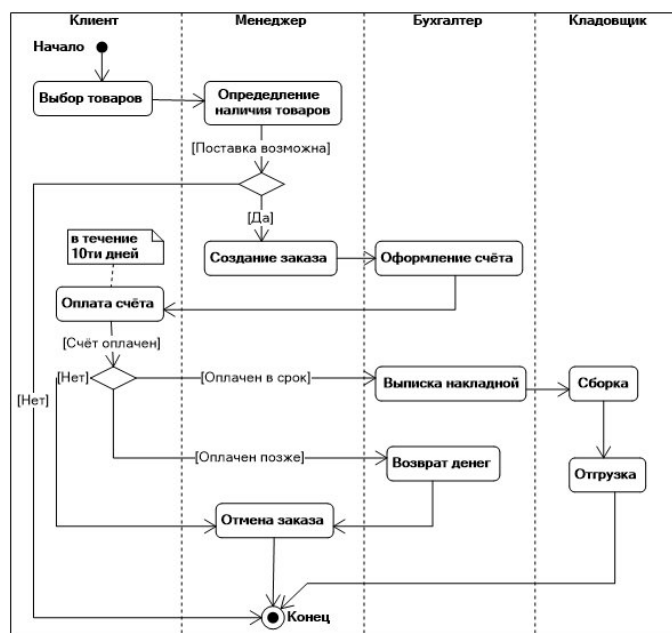 Клиент
Менеджер
Бухгалтер
Кладовщик
Начало
Выбор товаров
Опредедление
наличия товаров
[Поставка возможна]
[Да]
в течение
10ти дней
Создание заказа
Оформление счёта
Оплата счёта
[Счёт оплачен]
[Нет]
[Оплачен в срок]
Выписка накладной
Сборка
[Нет]
[Оплачен позже]
Возврат денег
Отгрузка
Отмена заказа
Конец